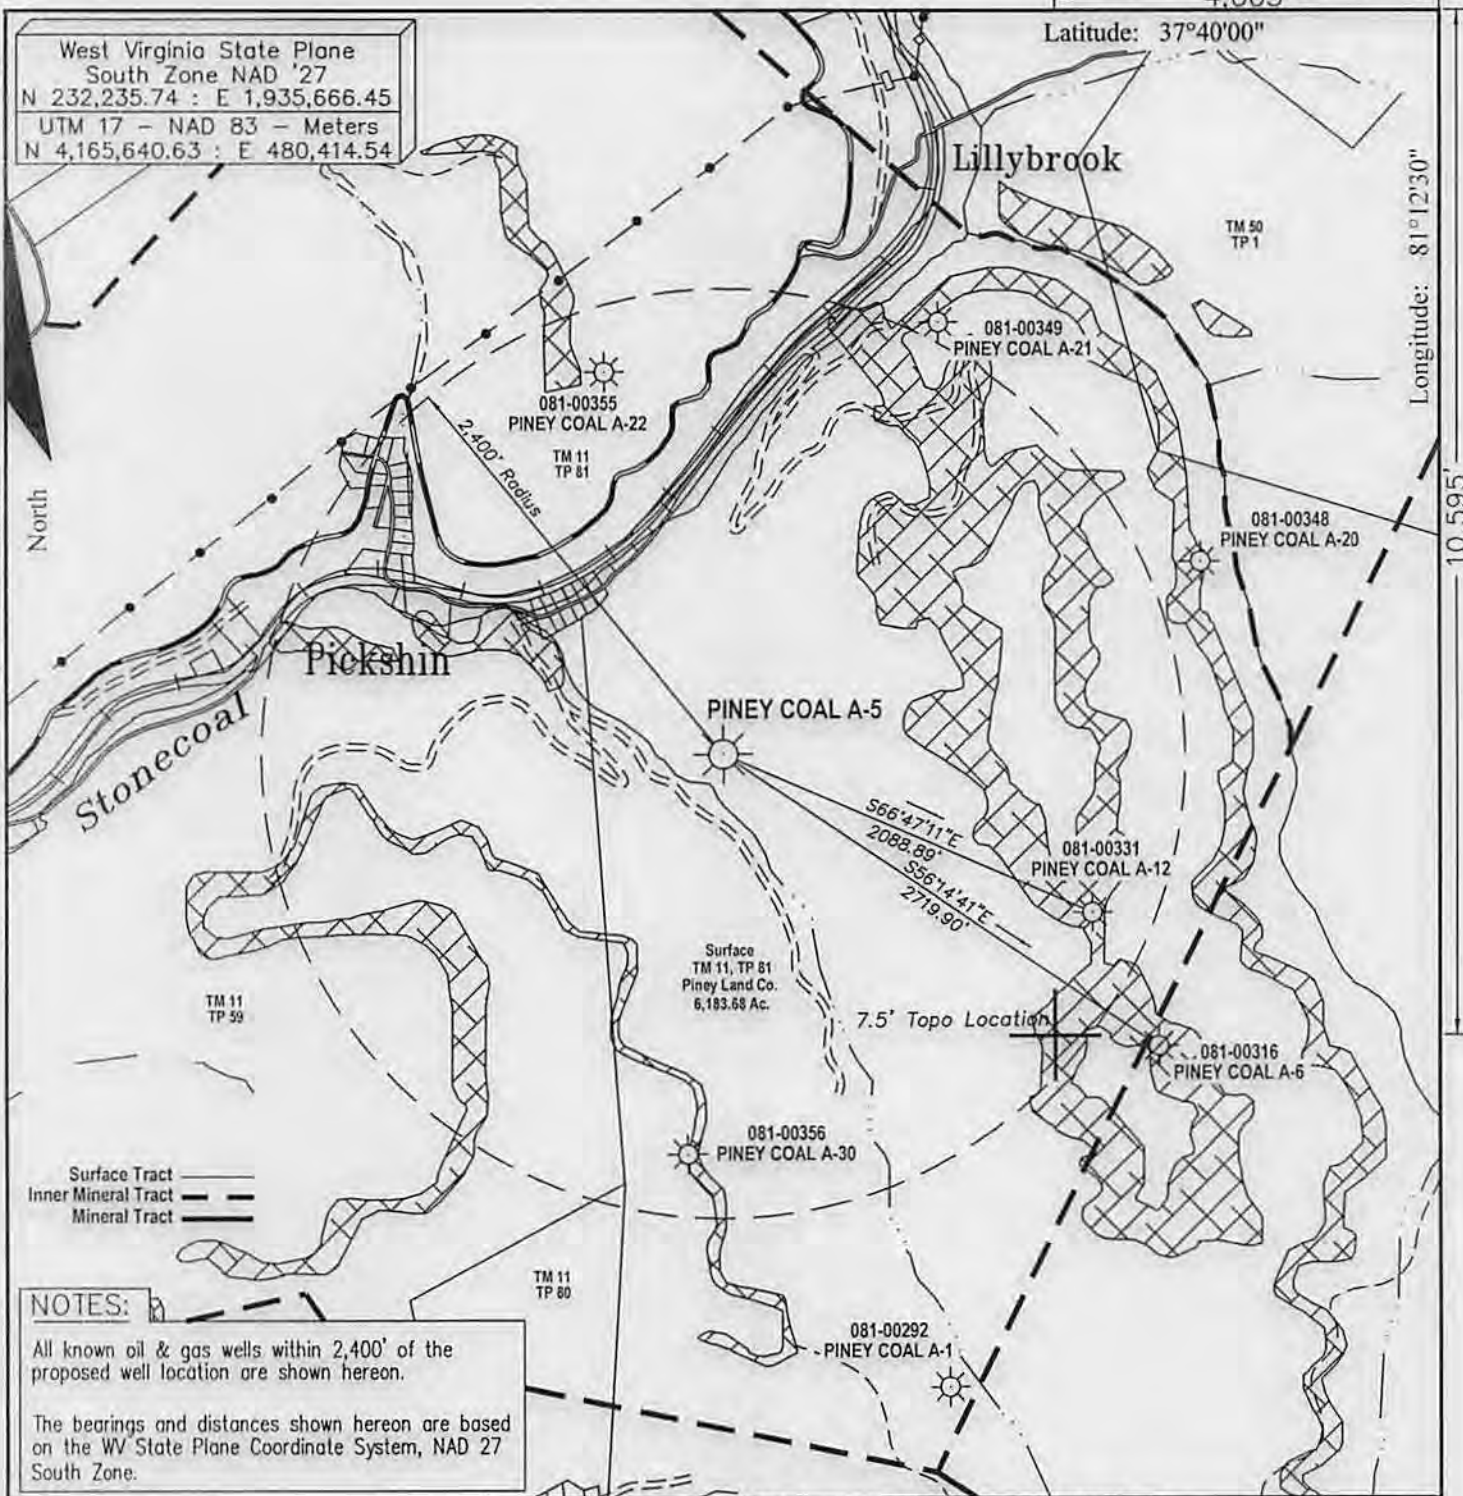 Latitude: 37°40'00"
West Virginia State Plane
South Zone NAD '27
N 232,235.74 : E 1,935,666.45
UTM 17 – NAD 83 – Meters
N 4,165,640.63 : E 480,414.54
Lillybrook
TM 50
TP 1
Longitude: 81°12'30"
081-00349
PINEY COAL A-21
081-00355
PINEY COAL A-22
TM 11
TP 81
2,400' Radius
North
081-00348
PINEY COAL A-20
10,595'
Pickshin
Stonecoal
PINEY COAL A-5
S66°47'11"E
2088.89'
S56°14'41"E
2719.90'
081-00331
PINEY COAL A-12
Surface
TM 11, TP 81
Piney Land Co.
6,183.68 Ac.
TM 11
TP 59
7.5' Topo Location
081-00316
PINEY COAL A-6
081-00356
PINEY COAL A-30
Surface Tract
Inner Mineral Tract
Mineral Tract
TM 11
TP 80
081-00292
PINEY COAL A-1
NOTES:
All known oil & gas wells within 2,400' of the
proposed well location are shown hereon.
The bearings and distances shown hereon are based
on the WV State Plane Coordinate System, NAD 27
South Zone.